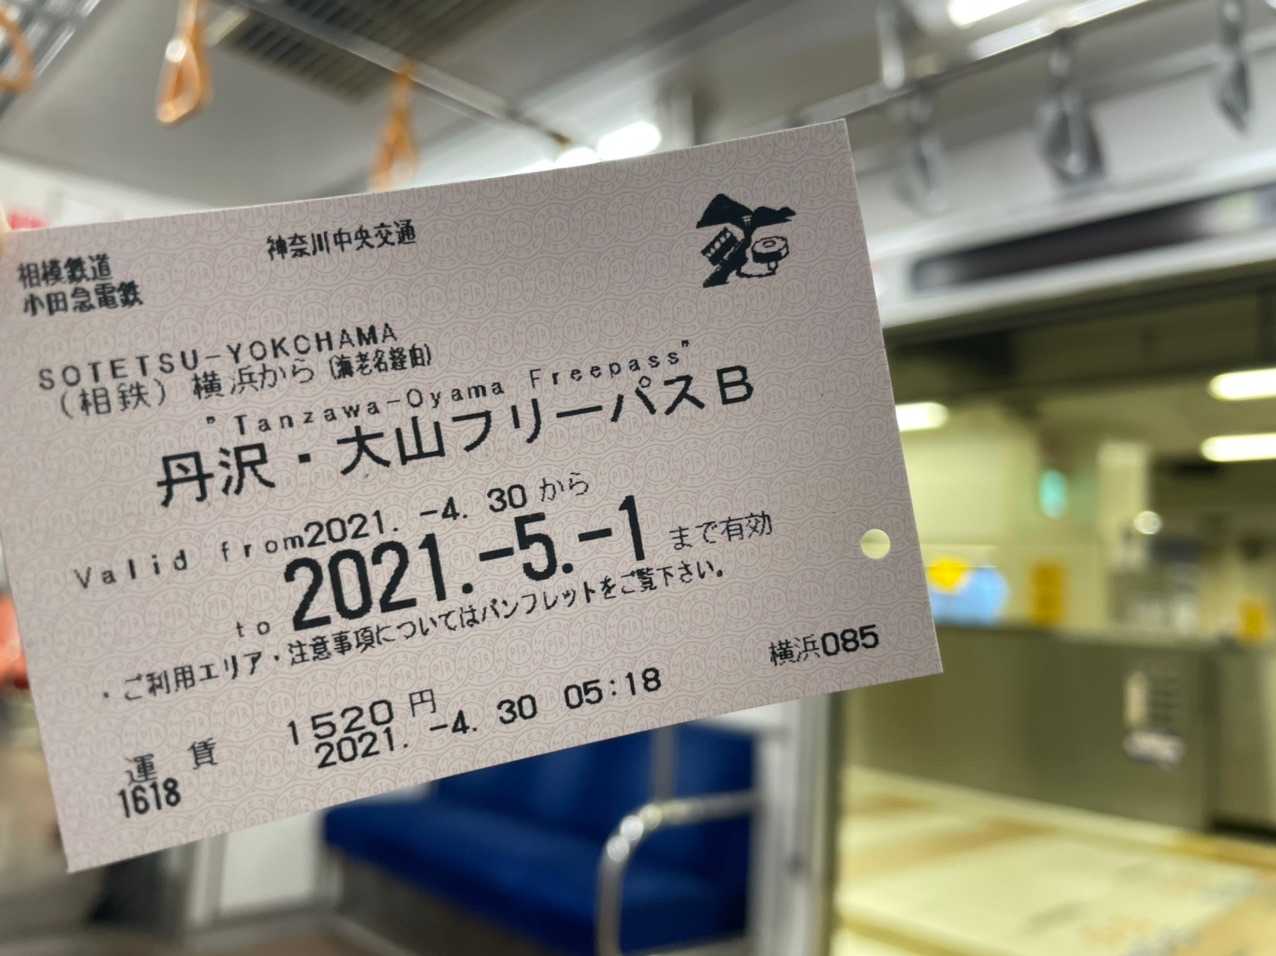 相模鉄道 神奈川中央交通
小田急電鉄
SOTETSU-YOKOHAMA
（相鉄）横浜から（海老名経由）
"Tanzawa-Oyama Freepass"
丹沢・大山フリーパスB
Valid from 2021.-4.30から
to 2021.-5.-1まで有効
・ご利用エリア・注意事項についてはパンフレットをご覧下さい。
運賃 1520円
1618 2021.-4.30 05:18 横浜085